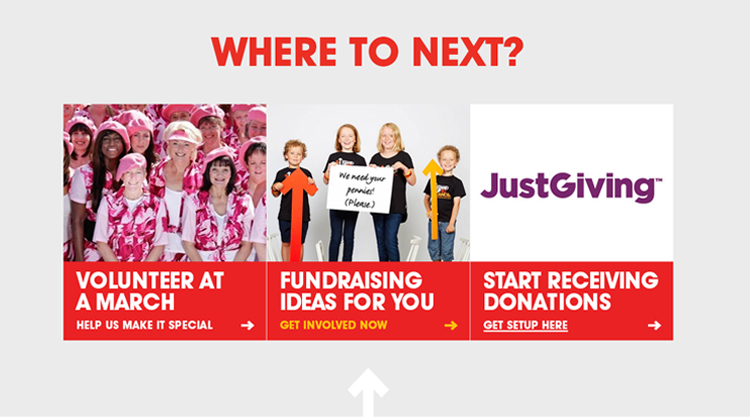 WHERE TO NEXT?
We need your
pennies!
(Please)
JustGiving™
VOLUNTEER AT
A MARCH
HELP US MAKE IT SPECIAL
FUNDRAISING
IDEAS FOR YOU
GET INVOLVED NOW
START RECEIVING
DONATIONS
GET SETUP HERE